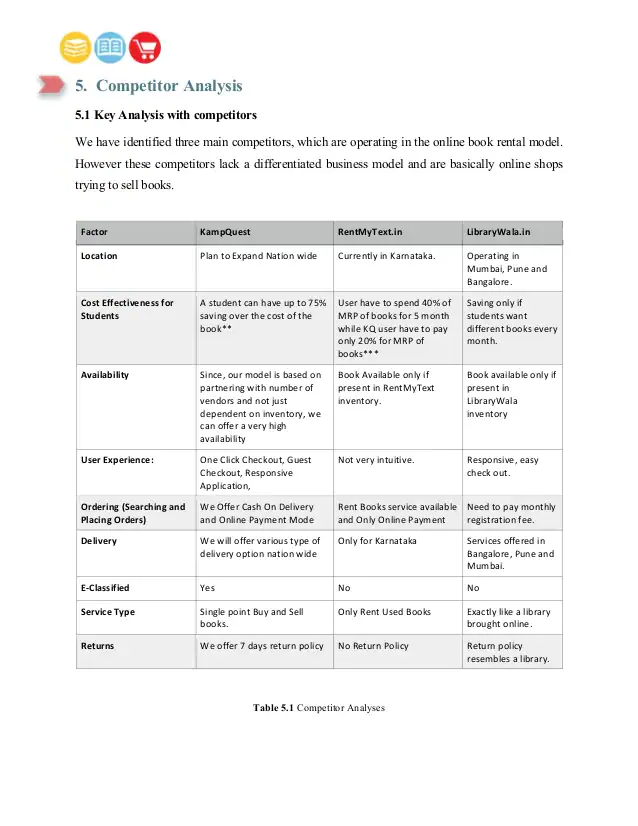 5. Competitor Analysis
5.1 Key Analysis with competitors
We have identified three main competitors, which are operating in the online book rental model.
However these competitors lack a differentiated business model and are basically online shops
trying to sell books.
Factor
KampQuest
RentMyText.in
LibraryWala.in
Location
Plan to Expand Nation wide
Currently in Karnataka.
Operating in
Mumbai, Pune and
Bangalore.
Cost Effectiveness for
Students
A student can have up to 75%
saving over the cost of the
book**
User have to spend 40% of
MRP of books for 5 month
while KQ user have to pay
only 20% for MRP of
books***
Saving only if
students want
different books every
month.
Availability
Since, our model is based on
partnering with number of
vendors and not just
dependent on inventory, we
can offer a very high
availability
Book Available only if
present in RentMyText
inventory.
Book available only if
present in
LibraryWala
inventory
User Experience:
One Click Checkout, Guest
Checkout, Responsive
Application,
Not very intuitive.
Responsive, easy
check out.
Ordering (Searching and
Placing Orders)
We Offer Cash On Delivery
and Online Payment Mode
Rent Books service available
and Only Online Payment
Need to pay monthly
registration fee.
Delivery
We will offer various type of
delivery option nation wide
Only for Karnataka
Services offered in
Bangalore, Pune and
Mumbai.
E-Classified
Yes
No
No
Service Type
Single point Buy and Sell
books.
Only Rent Used Books
Exactly like a library
brought online.
Returns
We offer 7 days return policy
No Return Policy
Return policy
resembles a library.
Table 5.1 Competitor Analyses